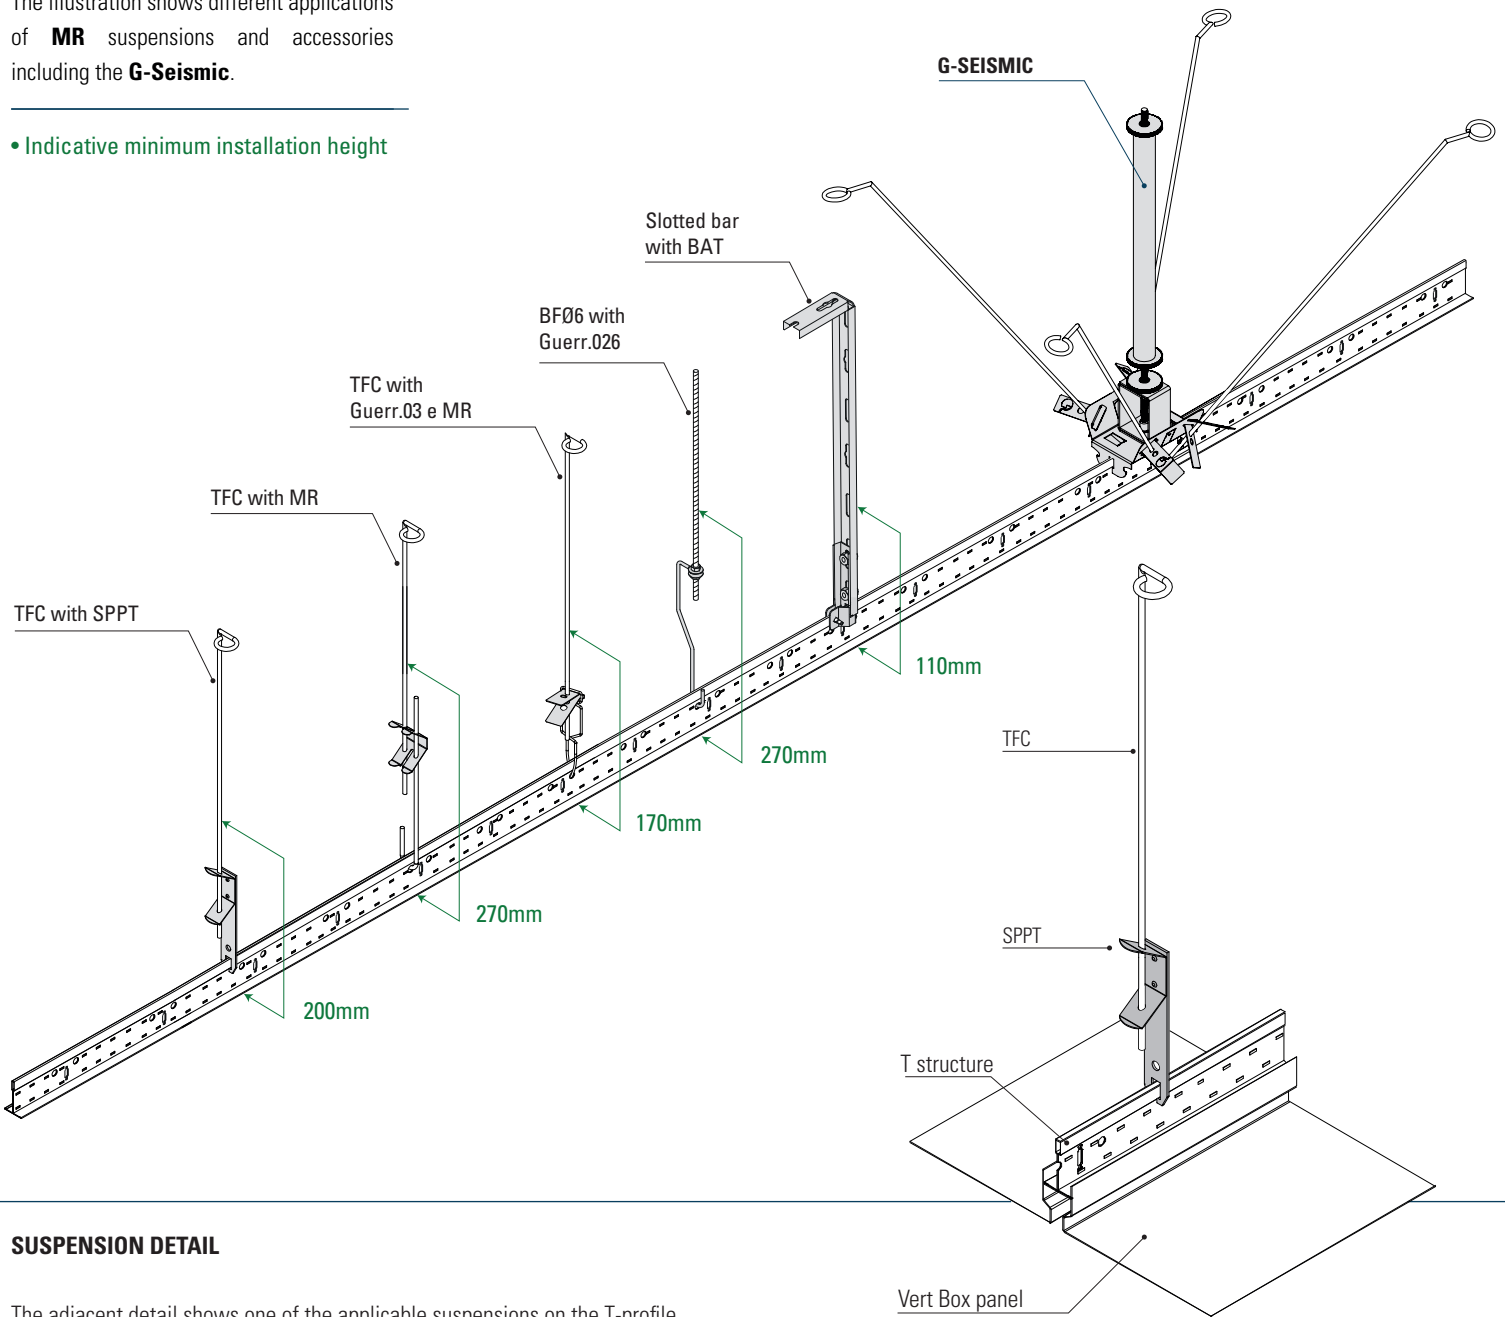 The illustration shows different applications
of MR suspensions and accessories
including the G-Seismic.
• Indicative minimum installation height
G-SEISMIC
Slotted bar
with BAT
BFØ6 with
Guerr.026
TFC with
Guerr.03 e MR
TFC with MR
TFC with SPPT
110mm
270mm
170mm
270mm
200mm
TFC
SPPT
T structure
Vert Box panel
SUSPENSION DETAIL
The adjacent detail shows one of the applicable suspensions on the T-profile